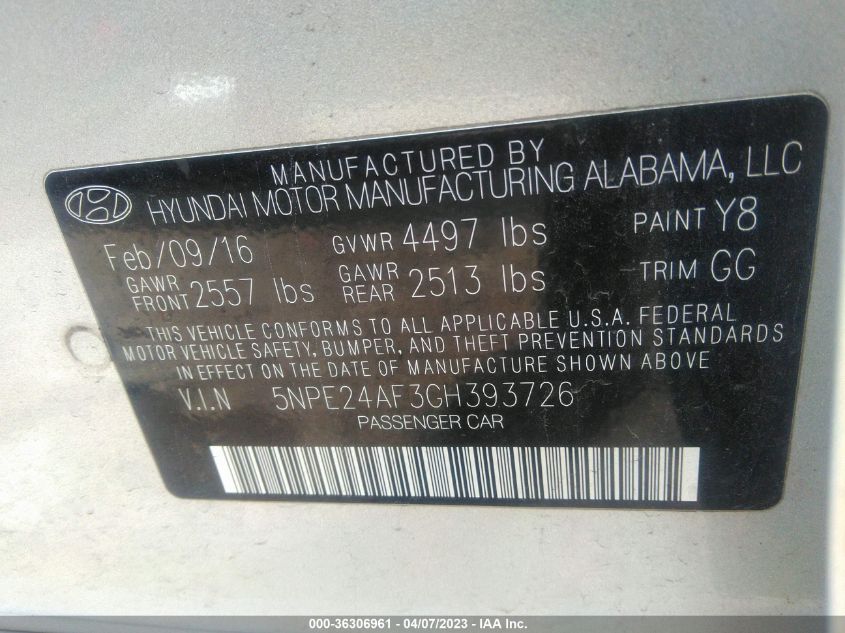 MANUFACTURED BY
HYUNDAI MOTOR MANUFACTURING ALABAMA, LLC
Feb/09/16 GVWR 4497 lbs PAINT Y8
GAWR FRONT 2557 lbs GAWR REAR 2513 lbs TRIM GG
THIS VEHICLE CONFORMS TO ALL APPLICABLE U.S.A. FEDERAL
MOTOR VEHICLE SAFETY, BUMPER, AND THEFT PREVENTION STANDARDS
IN EFFECT ON THE DATE OF MANUFACTURE SHOWN ABOVE
V.I.N 5NPE24AF3GH393726
PASSENGER CAR
000-36306961 - 04/07/2023 - IAA Inc.